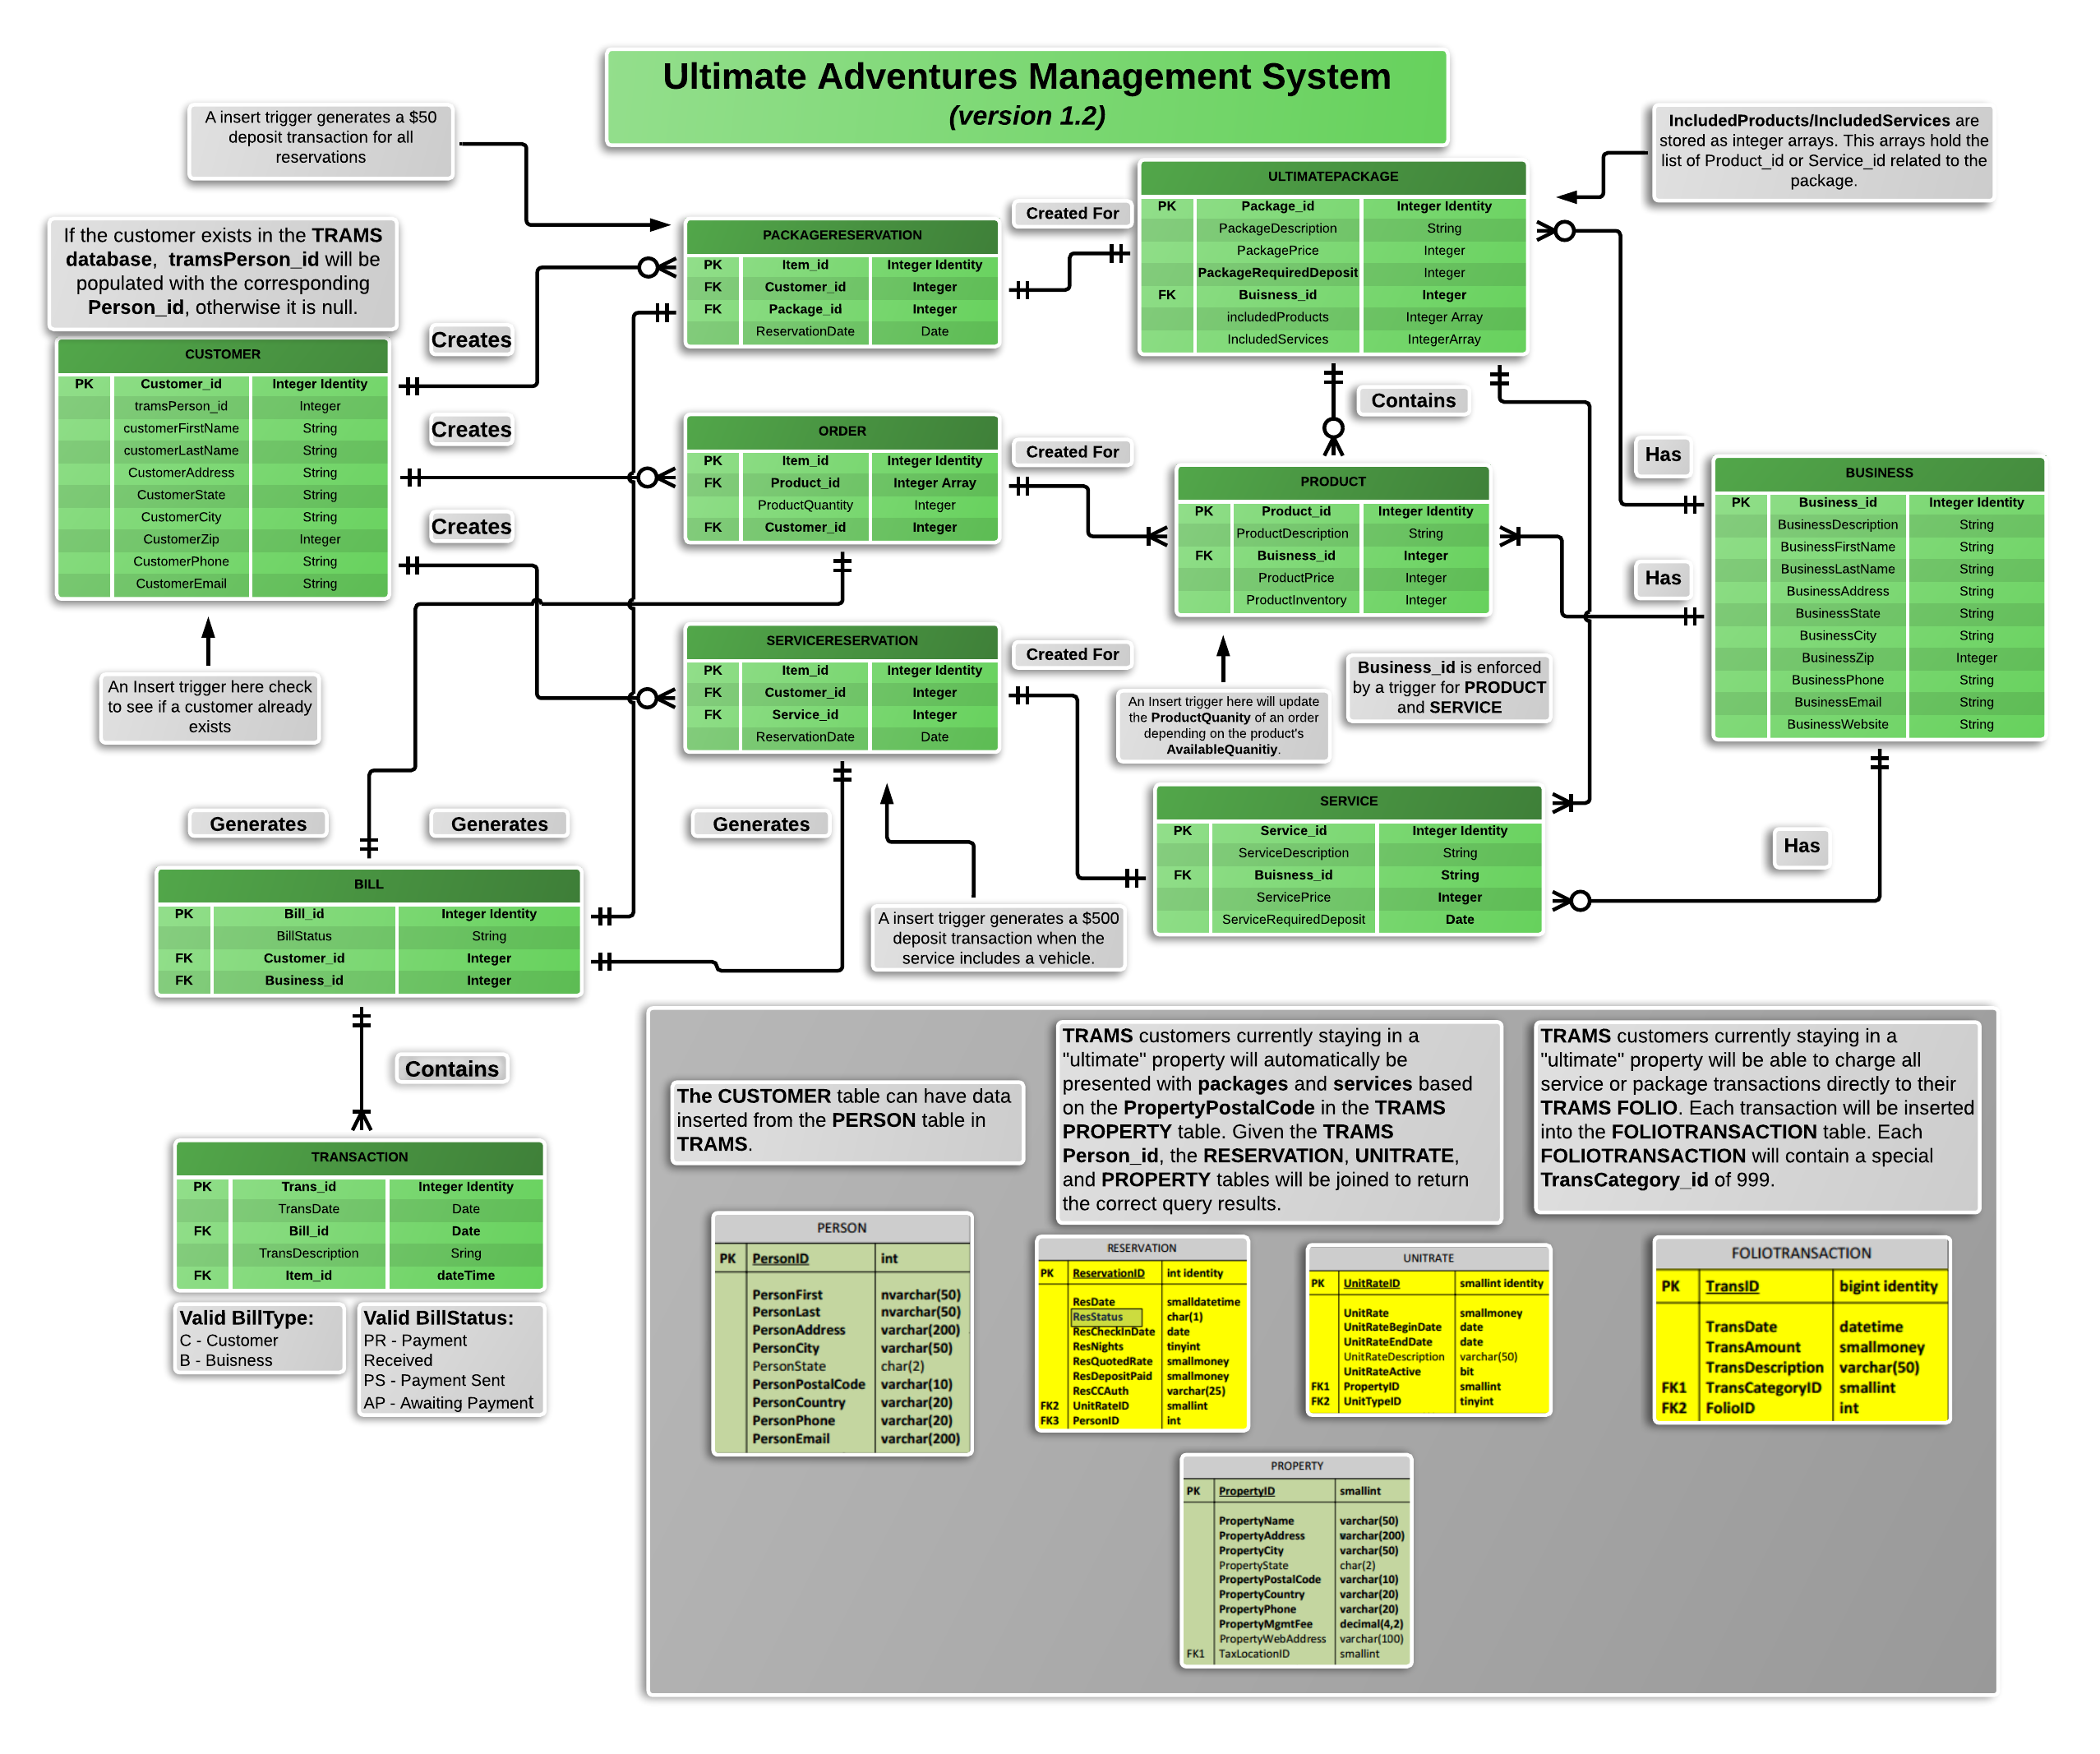 Ultimate Adventures Management System
(version 1.2)
A insert trigger generates a $50
deposit transaction for all
reservations
IncludedProducts/IncludedServices are
stored as integer arrays. This arrays hold the
list of Product_id or Service_id related to the
package.
If the customer exists in the TRAMS
database, tramsPerson_id will be
populated with the corresponding
Person_id, otherwise it is null.
CUSTOMER
PK Customer_id Integer Identity
tramsPerson_id Integer
customerFirstName String
customerLastName String
CustomerAddress String
CustomerState String
CustomerCity String
CustomerZip Integer
CustomerPhone String
CustomerEmail String
An Insert trigger here check
to see if a customer already
exists
Creates
Creates
Creates
PACKAGERESERVATION
PK Item_id Integer Identity
FK Customer_id Integer
FK Package_id Integer
ReservationDate Date
Created For
ULTIMATEPACKAGE
PK Package_id Integer Identity
PackageDescription String
PackagePrice Integer
PackageRequiredDeposit Integer
FK Buisness_id Integer
includedProducts Integer Array
IncludedServices IntegerArray
Contains
ORDER
PK Item_id Integer Identity
FK Product_id Integer Array
ProductQuantity Integer
FK Customer_id Integer
Created For
PRODUCT
PK Product_id Integer Identity
ProductDescription String
FK Buisness_id Integer
ProductPrice Integer
ProductInventory Integer
Has
Has
BUSINESS
PK Business_id Integer Identity
BusinessDescription String
BusinessFirstName String
BusinessLastName String
BusinessAddress String
BusinessState String
BusinessCity String
BusinessZip Integer
BusinessPhone String
BusinessEmail String
BusinessWebsite String
SERVICERESERVATION
PK Item_id Integer Identity
FK Customer_id Integer
FK Service_id Integer
ReservationDate Date
Created For
An Insert trigger here will update
the ProductQuanity of an order
depending on the product's
AvailableQuanitiy.
Business_id is enforced
by a trigger for PRODUCT
and SERVICE
SERVICE
PK Service_id Integer Identity
ServiceDescription String
FK Buisness_id String
ServicePrice Integer
ServiceRequiredDeposit Date
Has
Generates
Generates
Generates
A insert trigger generates a $500
deposit transaction when the
service includes a vehicle.
BILL
PK Bill_id Integer Identity
BillStatus String
FK Customer_id Integer
FK Business_id Integer
Contains
TRANSACTION
PK Trans_id Integer Identity
TransDate Date
FK Bill_id Date
TransDescription Sring
FK Item_id dateTime
Valid BillType:
C - Customer
B - Buisness
Valid BillStatus:
PR - Payment
Received
PS - Payment Sent
AP - Awaiting Payment
The CUSTOMER table can have data
inserted from the PERSON table in
TRAMS.
TRAMS customers currently staying in a
"ultimate" property will automatically be
presented with packages and services based
on the PropertyPostalCode in the TRAMS
PROPERTY table. Given the TRAMS
Person_id, the RESERVATION, UNITRATE,
and PROPERTY tables will be joined to return
the correct query results.
TRAMS customers currently staying in a
"ultimate" property will be able to charge all
service or package transactions directly to their
TRAMS FOLIO. Each transaction will be inserted
into the FOLIOTRANSACTION table. Each
FOLIOTRANSACTION will contain a special
TransCategory_id of 999.
PERSON
PK PersonID int
PersonFirst nvarchar(50)
PersonLast nvarchar(50)
PersonAddress varchar(200)
PersonCity varchar(50)
PersonState char(2)
PersonPostalCode varchar(10)
PersonCountry varchar(20)
PersonPhone varchar(20)
PersonEmail varchar(200)
RESERVATION
PK ReservationID int identity
ResDate smalldatetime
ResStatus char(1)
ResCheckInDate date
ResNights tinyint
ResQuotedRate smallmoney
ResDepositPaid smallmoney
ResCCAuth varchar(25)
FK2 UnitRateID smallint
FK3 PersonID int
UNITRATE
PK UnitRateID smallint identity
UnitRate smallmoney
UnitRateBeginDate date
UnitRateEndDate date
UnitRateDescription varchar(50)
UnitRateActive bit
FK1 PropertyID smallint
FK2 UnitTypeID tinyint
FOLIOTRANSACTION
PK TransID bigint identity
TransDate datetime
TransAmount smallmoney
TransDescription varchar(50)
FK1 TransCategoryID smallint
FK2 FolioID int
PROPERTY
PK PropertyID smallint
PropertyName varchar(50)
PropertyAddress varchar(200)
PropertyCity varchar(50)
PropertyState char(2)
PropertyPostalCode varchar(10)
PropertyCountry varchar(20)
PropertyPhone varchar(20)
PropertyMgmtFee decimal(4,2)
PropertyWebAddress varchar(100)
FK1 TaxLocationID smallint